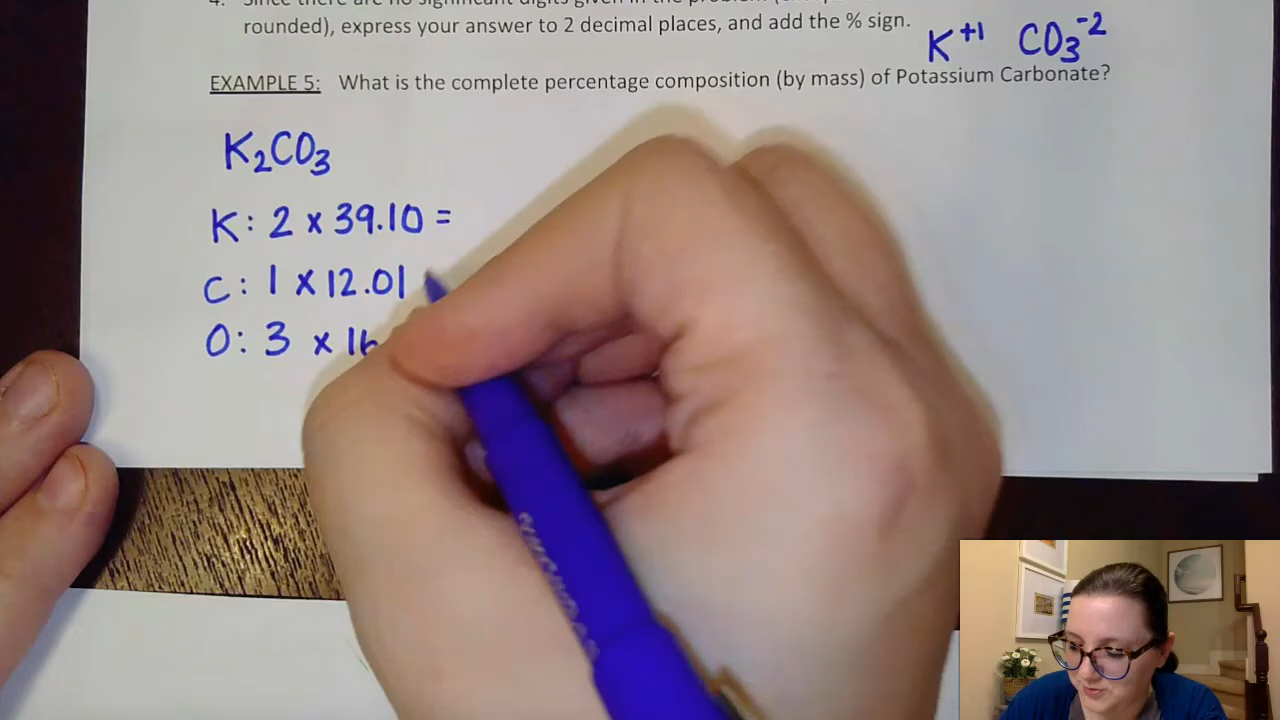 rounded), express your answer to 2 decimal places, and add the % sign.
K⁺¹ CO₃⁻²
EXAMPLE 5: What is the complete percentage composition (by mass) of Potassium Carbonate?
K₂CO₃
K: 2 x 39.10 =
C: 1 x 12.01
O: 3 x 16